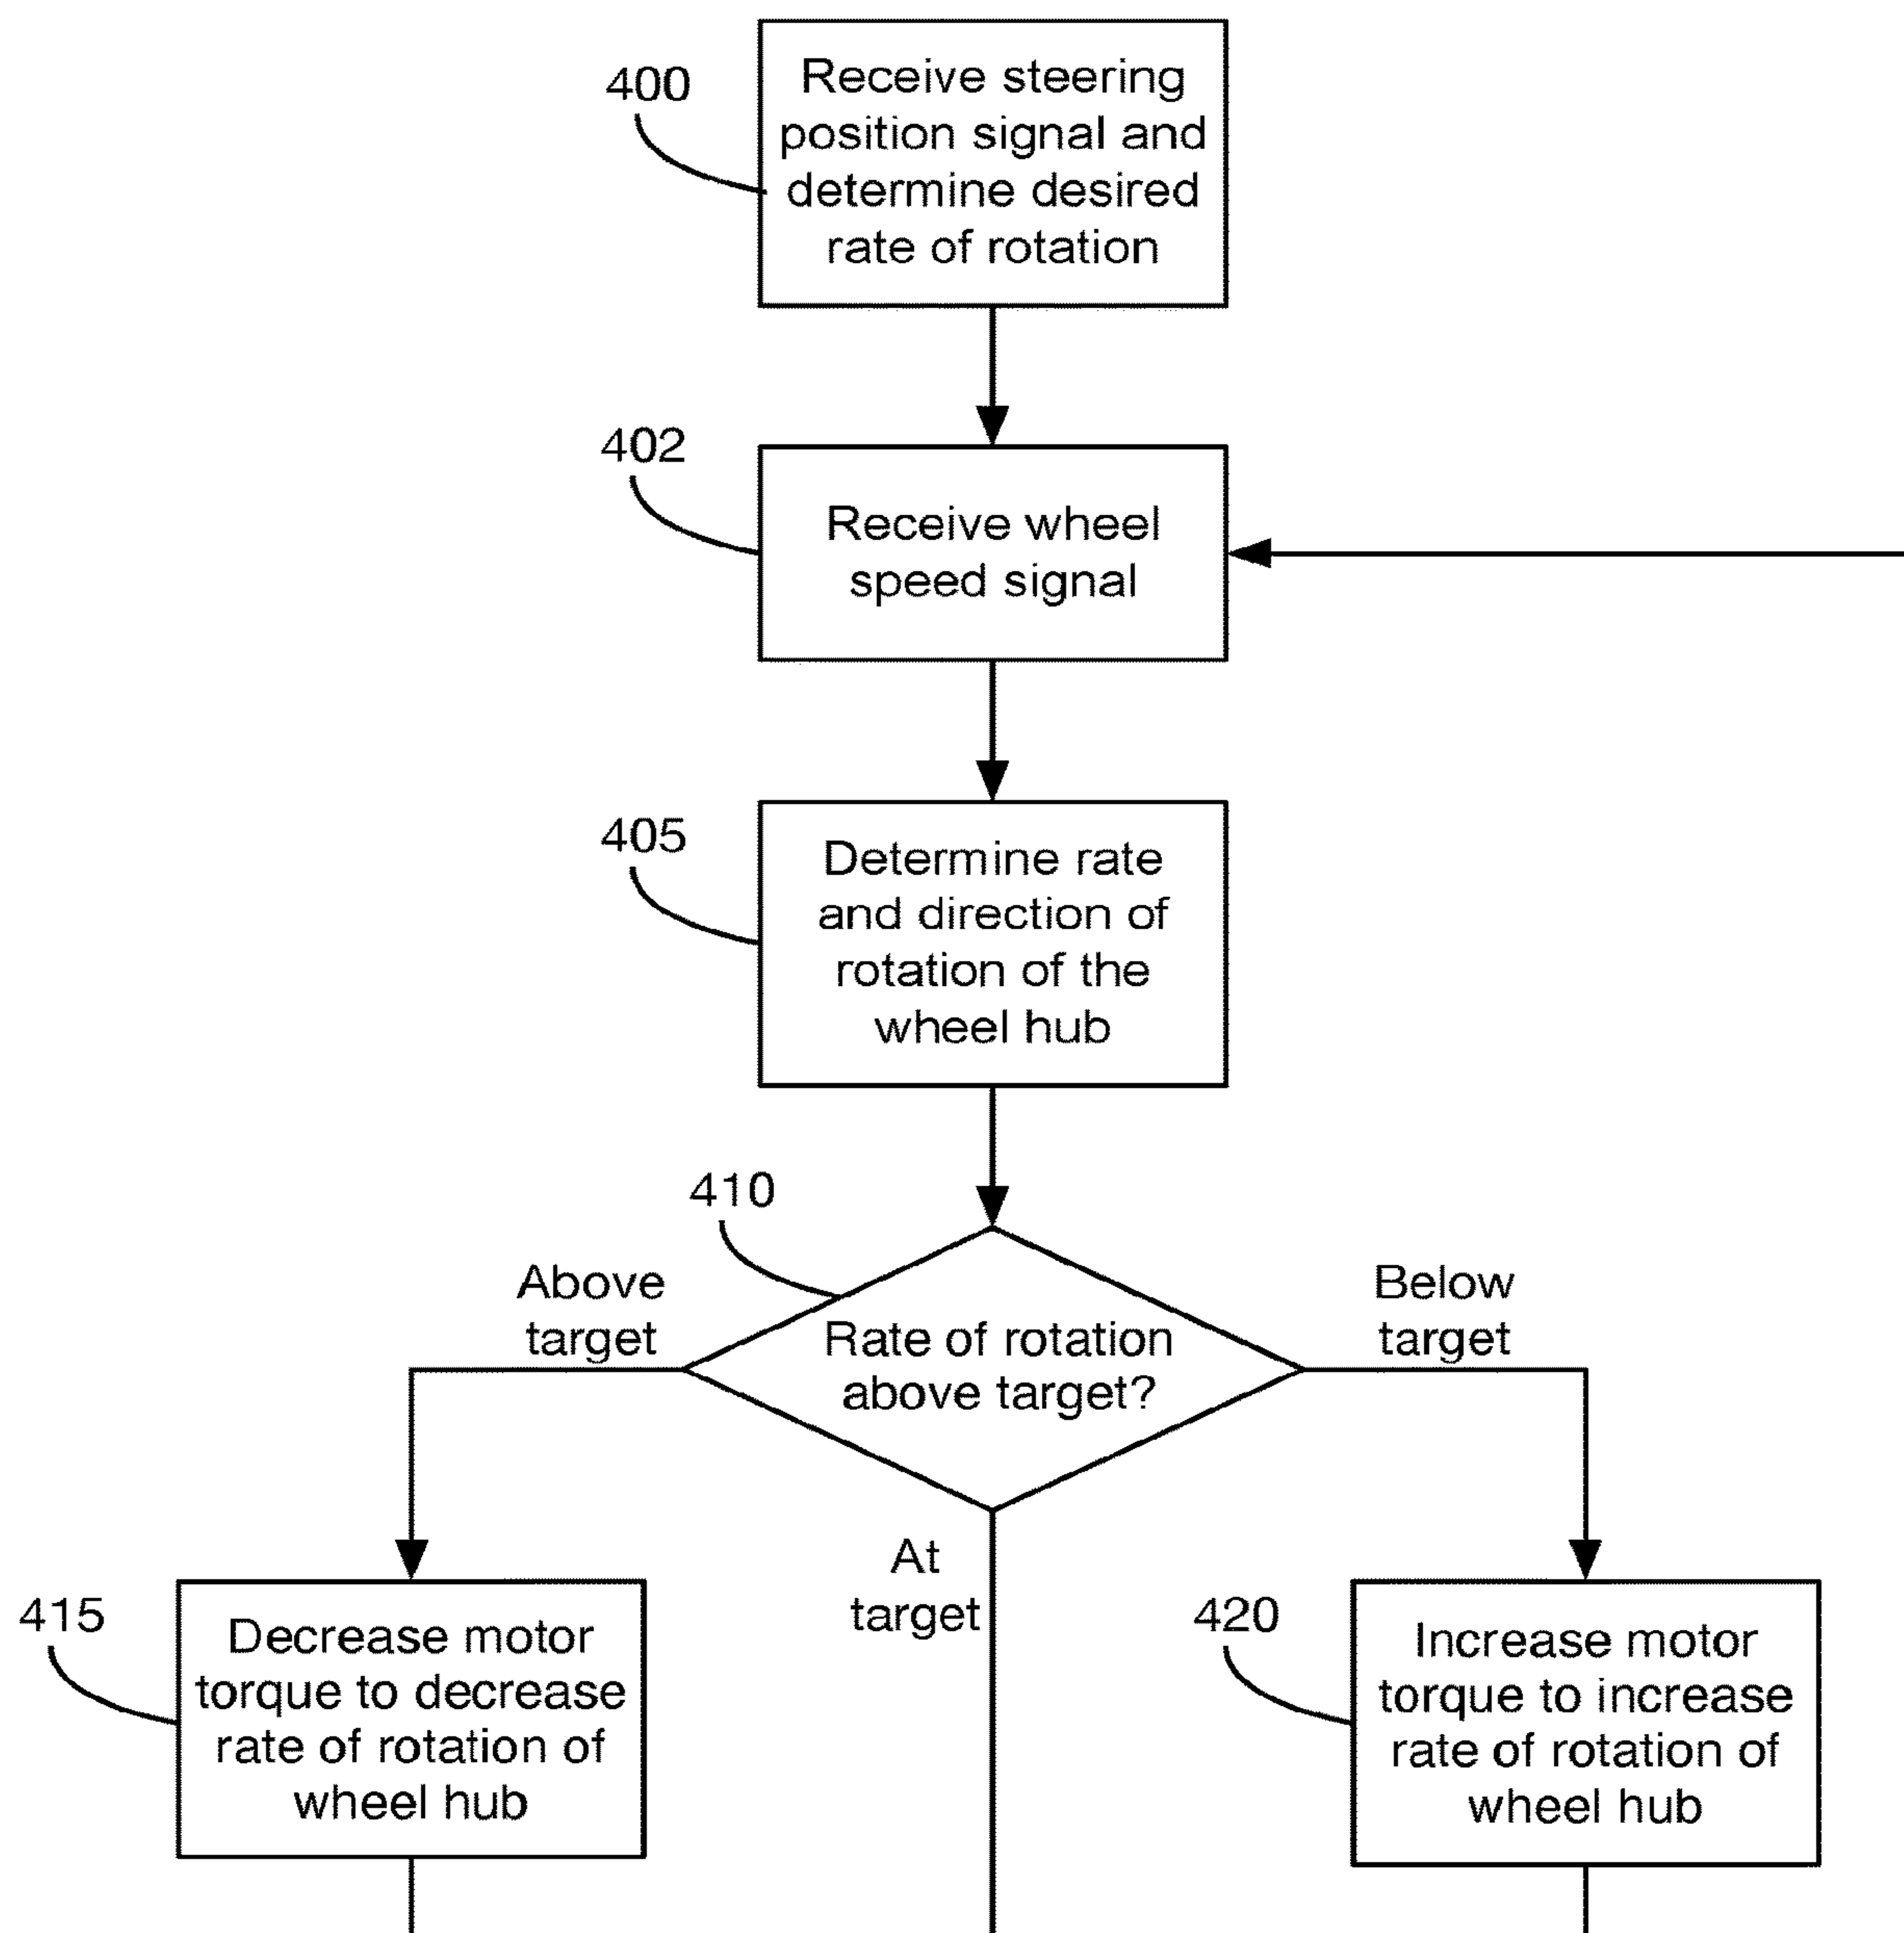 400
Receive steering
position signal and
determine desired
rate of rotation
402
Receive wheel
speed signal
405
Determine rate
and direction of
rotation of the
wheel hub
410
Above
target
Rate of rotation
above target?
Below
target
At
target
415
Decrease motor
torque to decrease
rate of rotation of
wheel hub
420
Increase motor
torque to increase
rate of rotation of
wheel hub